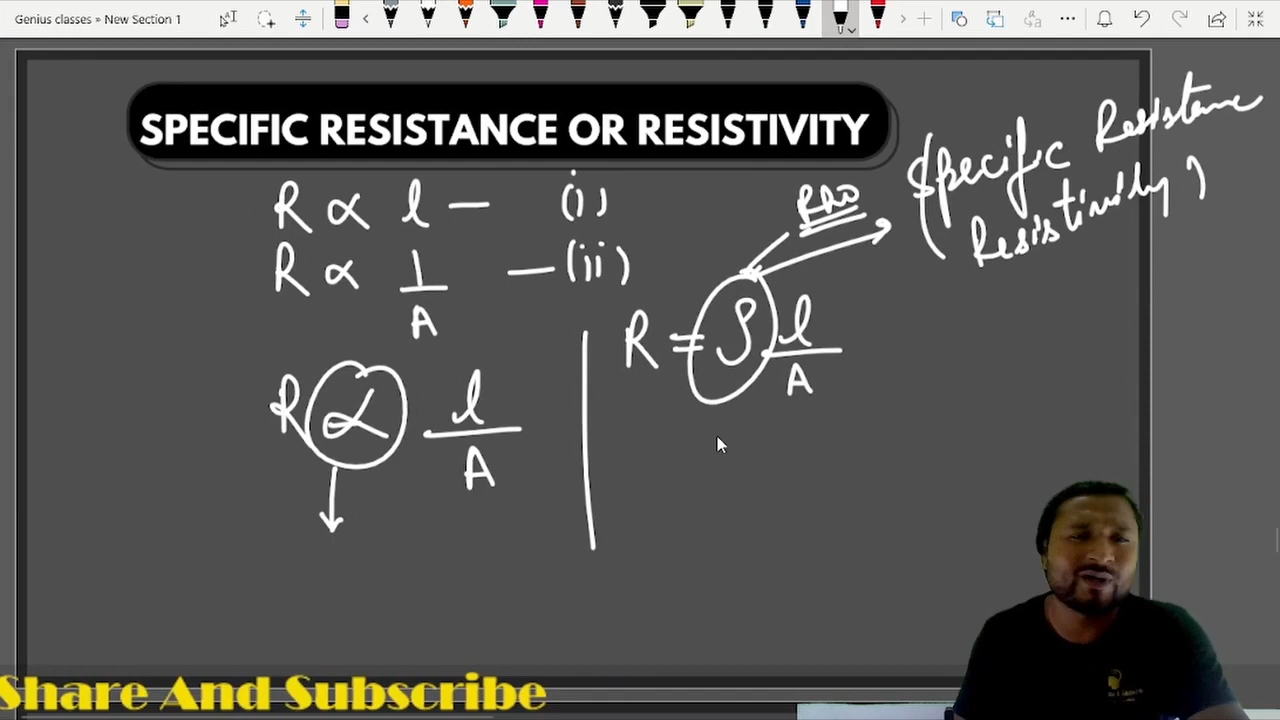 Genius classes » New Section 1
SPECIFIC RESISTANCE OR RESISTIVITY
R ∝ l — (i)
R ∝ 1/A — (ii)
R ∝ l/A
R = ρ l/A
Rho
(Specific Resistance
Resistivity)
Share And Subscribe